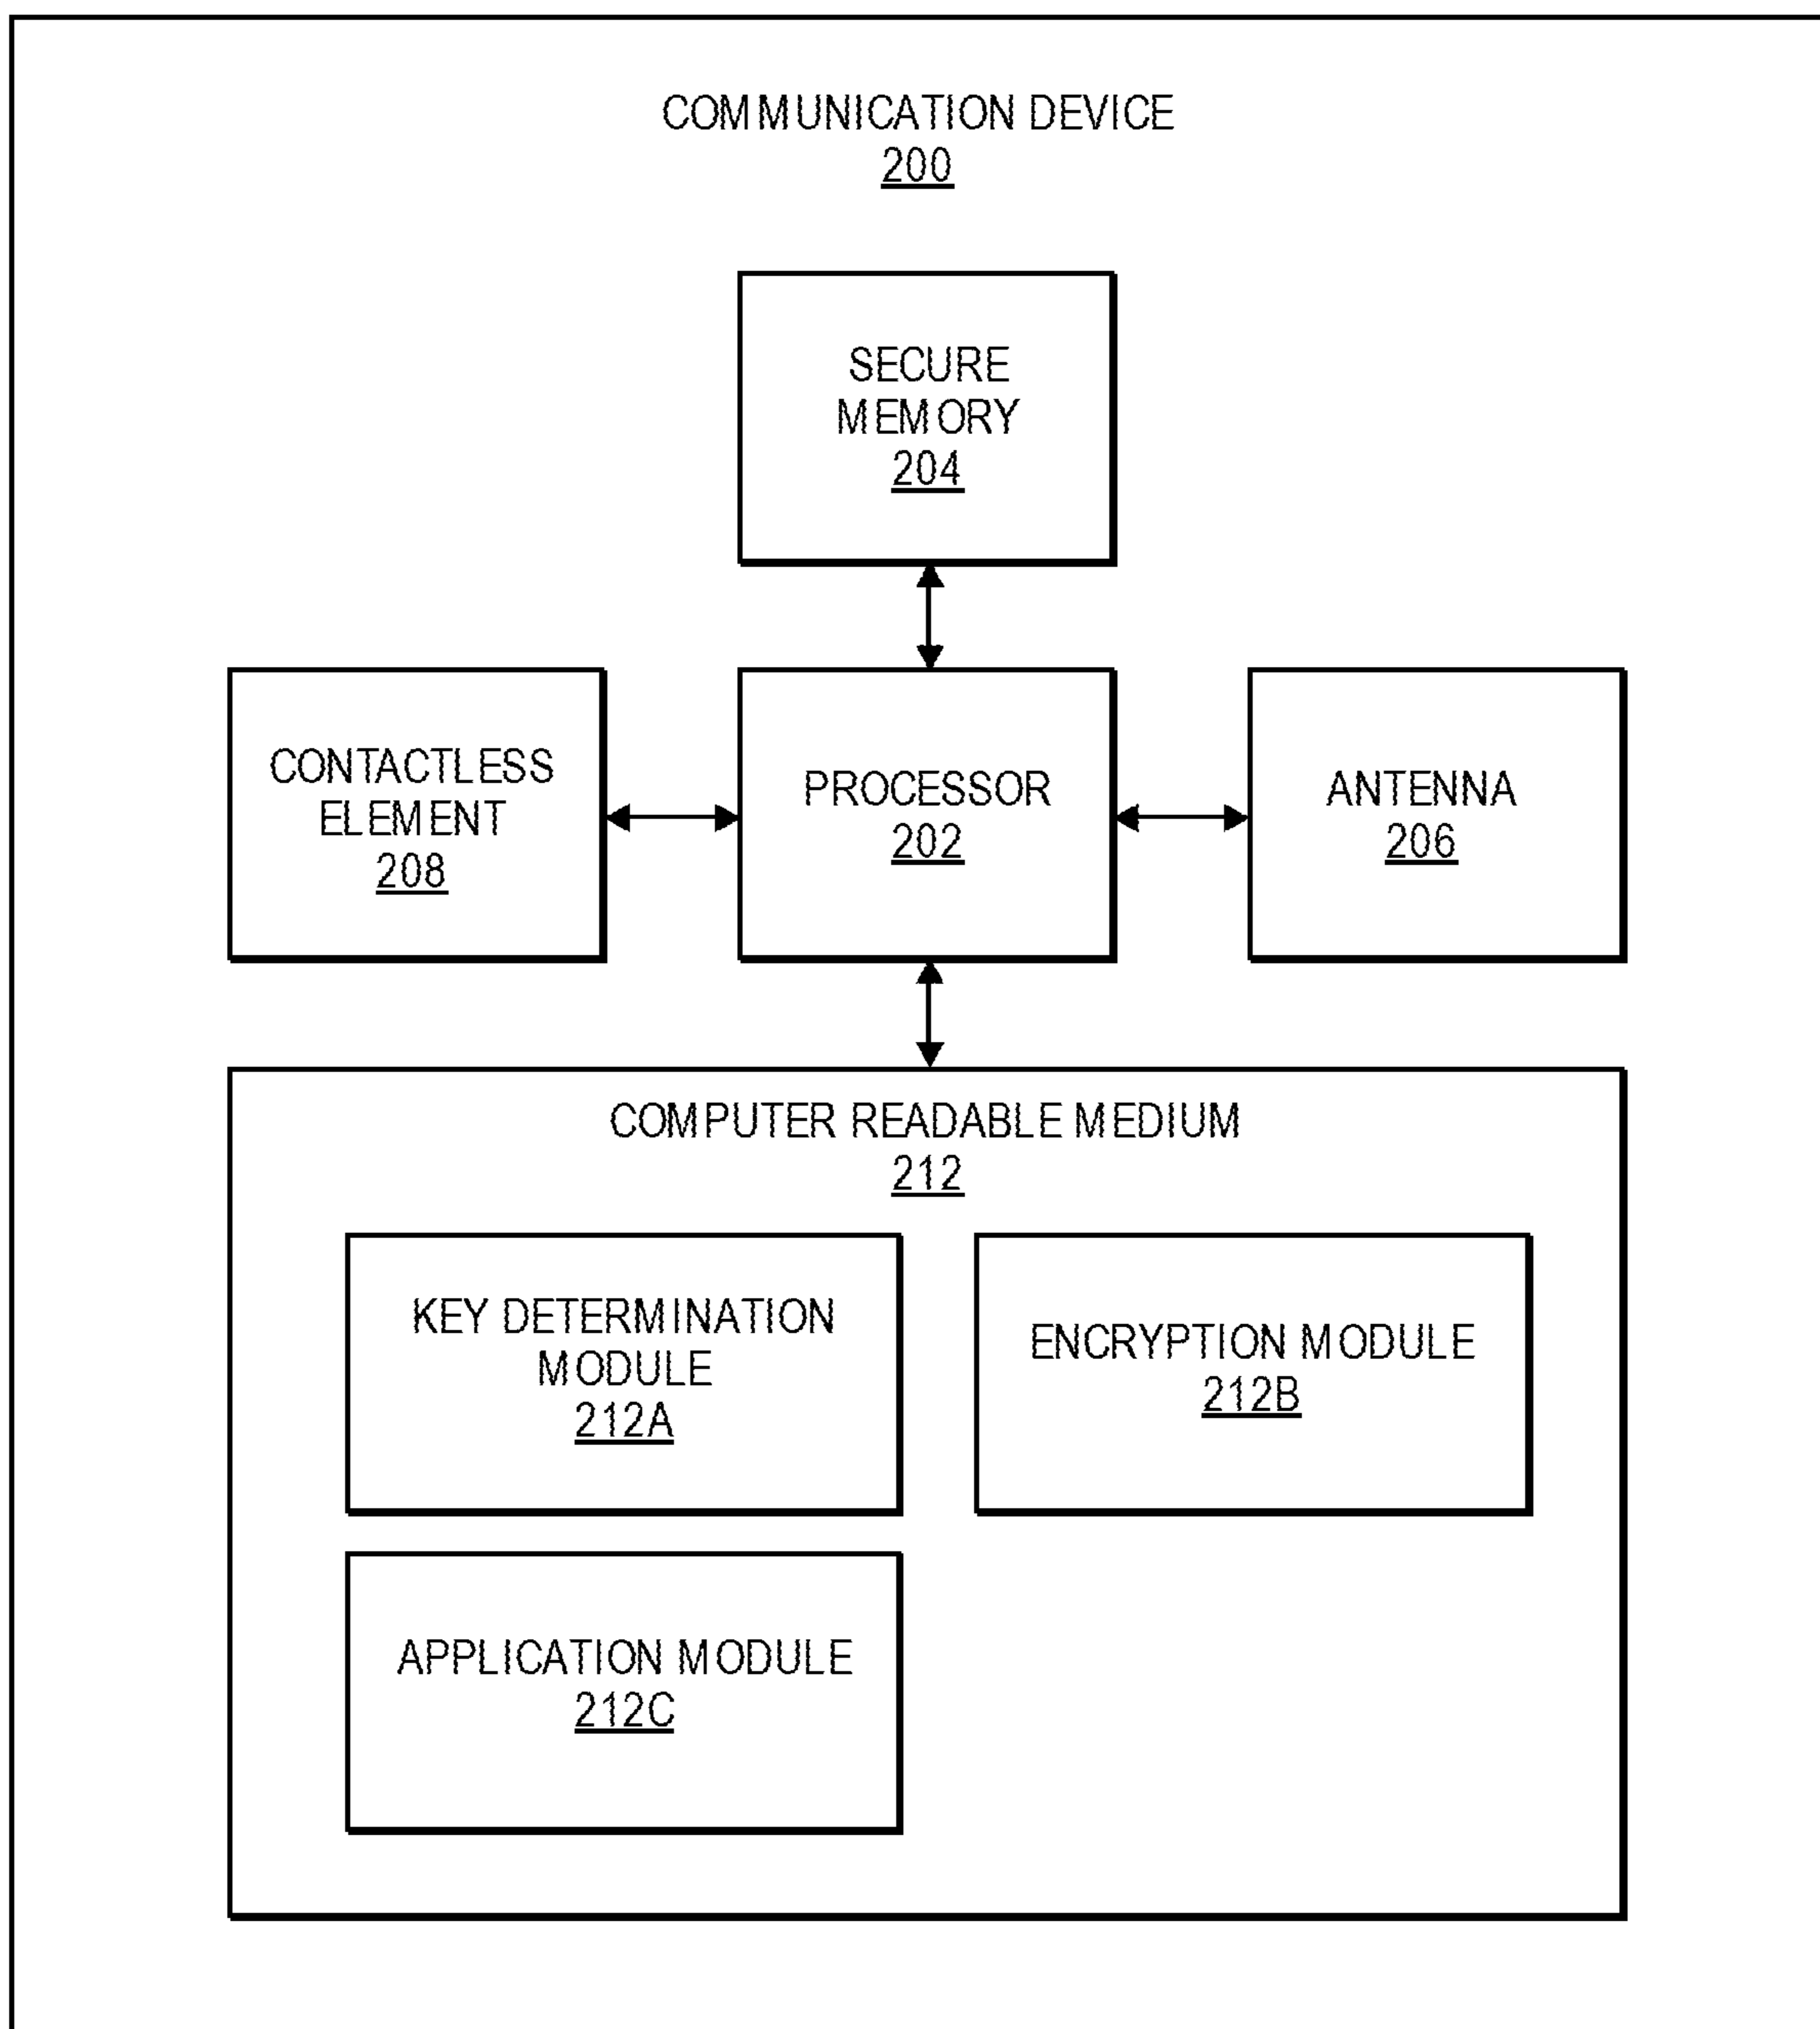 COMMUNICATION DEVICE
200
SECURE
MEMORY
204
CONTACTLESS
ELEMENT
208
PROCESSOR
202
ANTENNA
206
COMPUTER READABLE MEDIUM
212
KEY DETERMINATION
MODULE
212A
ENCRYPTION MODULE
212B
APPLICATION MODULE
212C